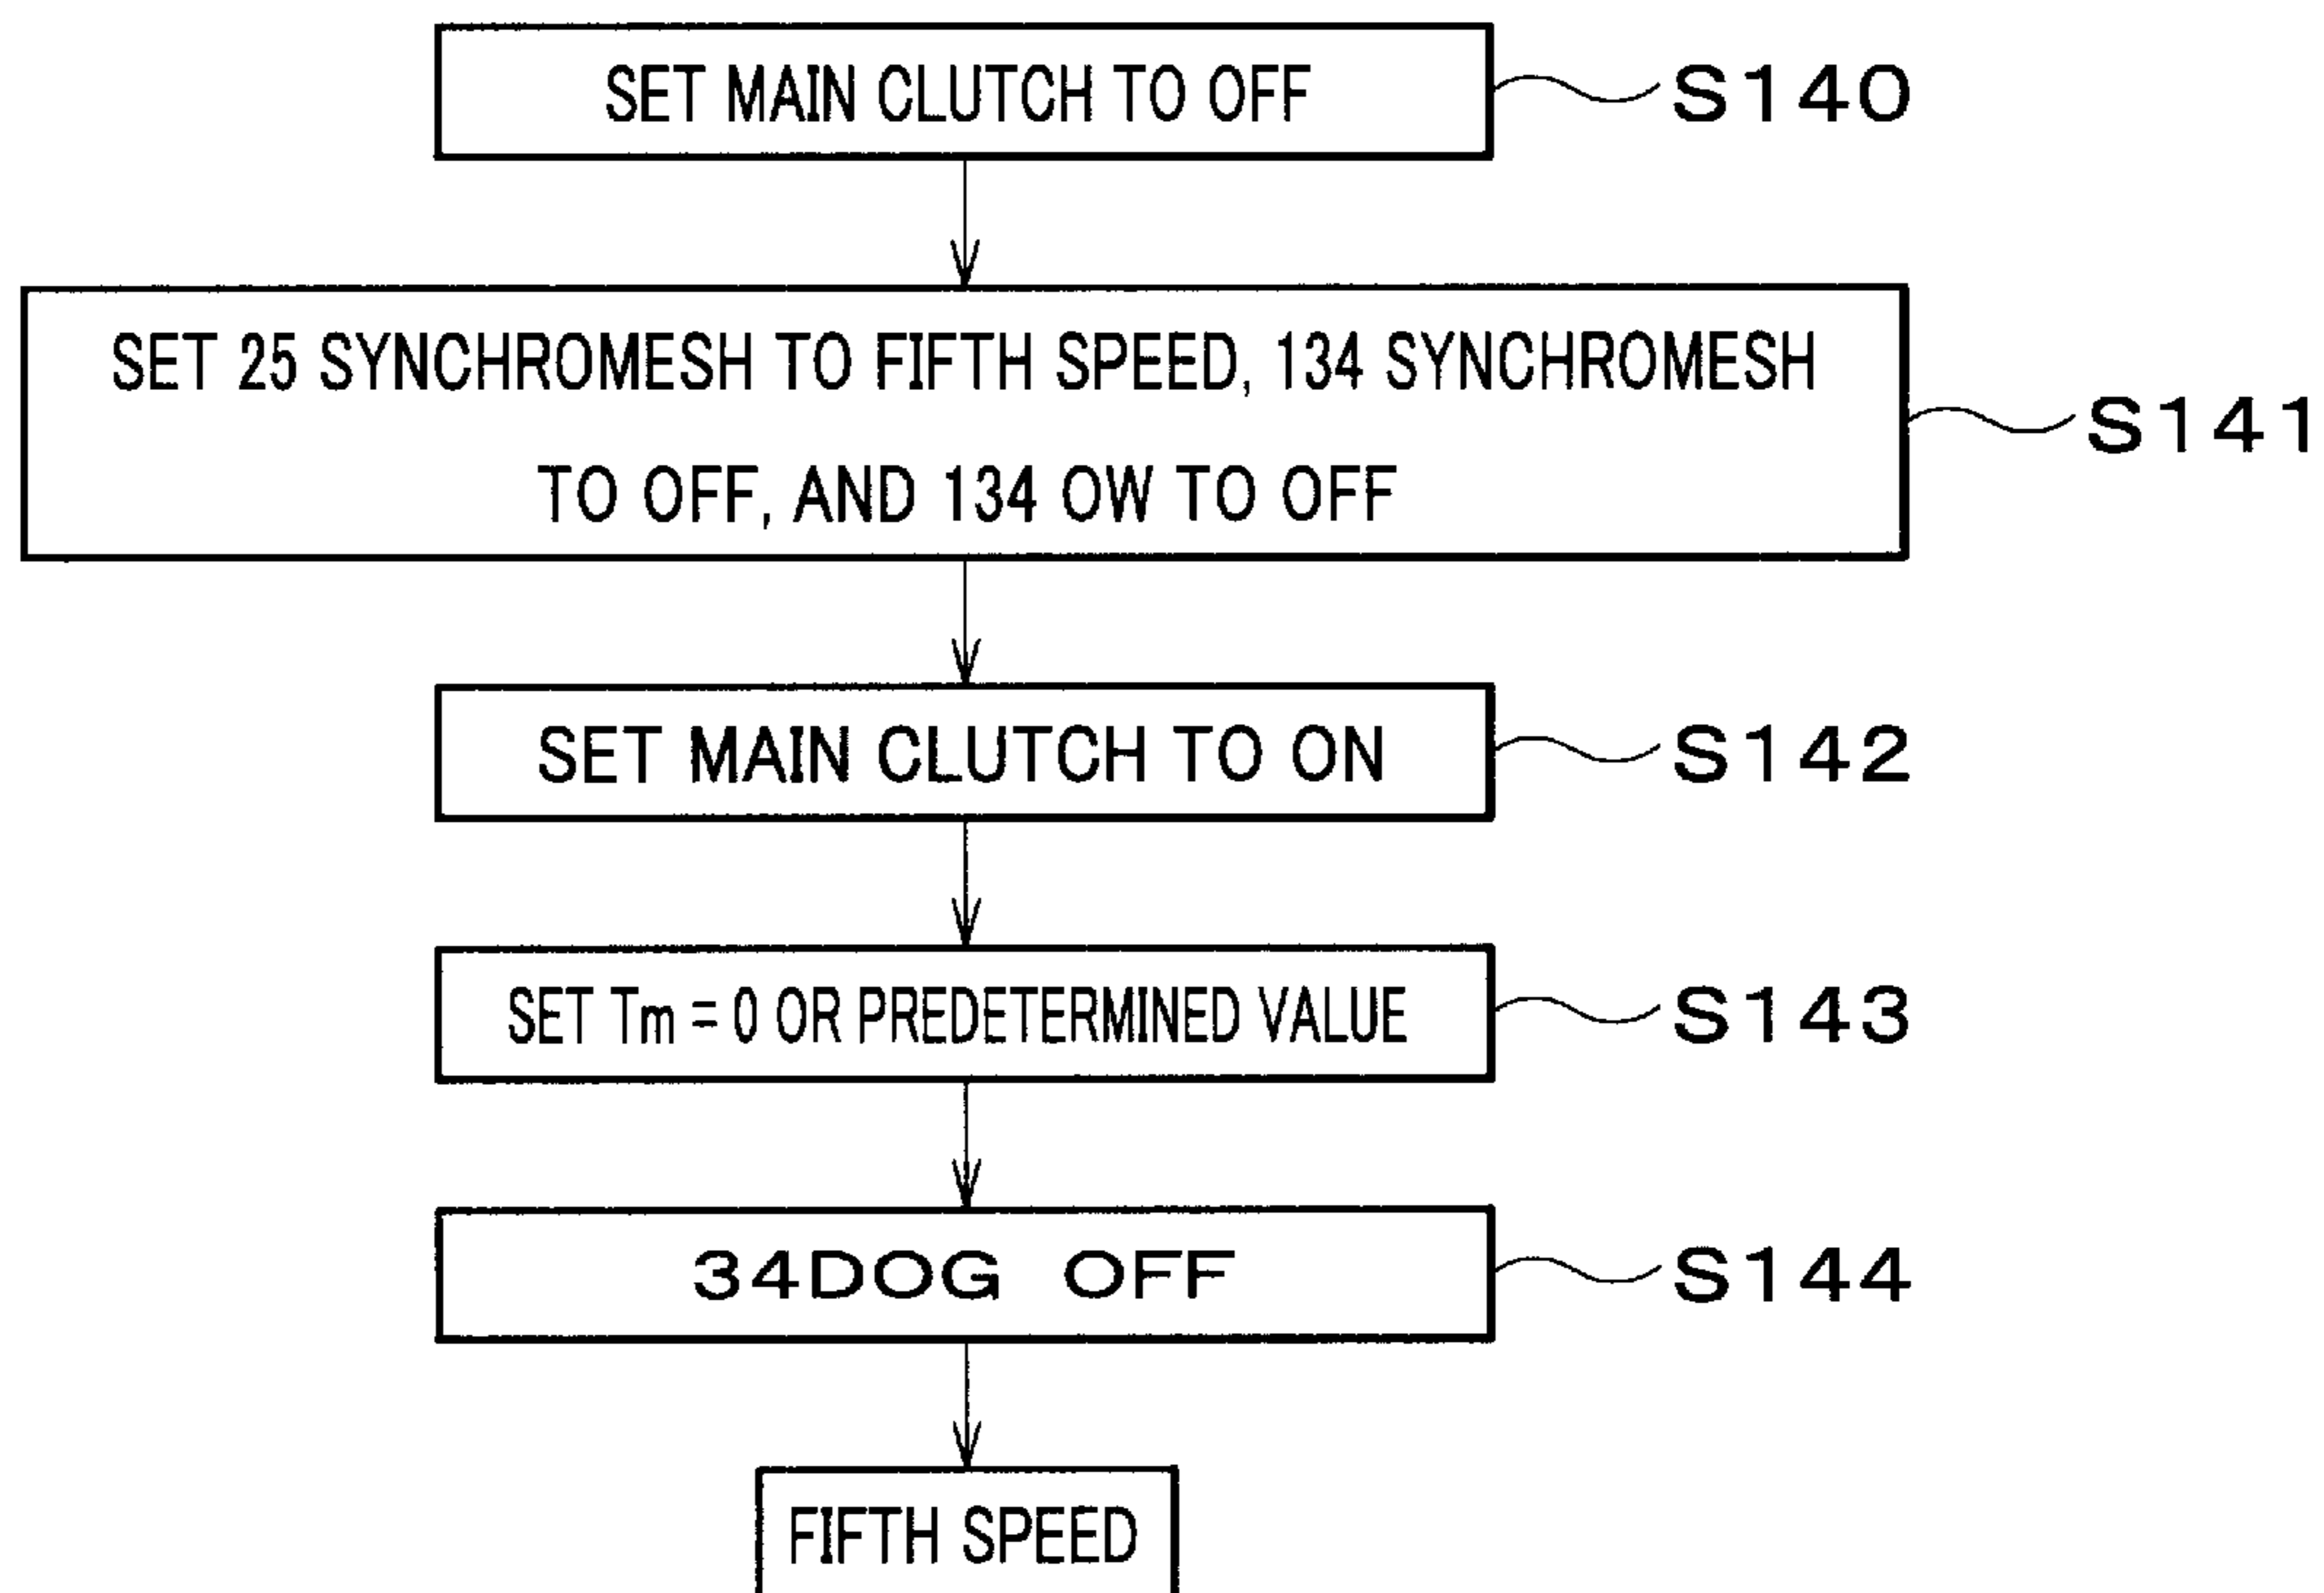 SET MAIN CLUTCH TO OFF
S140
SET 25 SYNCHROMESH TO FIFTH SPEED, 134 SYNCHROMESH
TO OFF, AND 134 OW TO OFF
S141
SET MAIN CLUTCH TO ON
S142
SET Tm = 0 OR PREDETERMINED VALUE
S143
34DOG OFF
S144
FIFTH SPEED